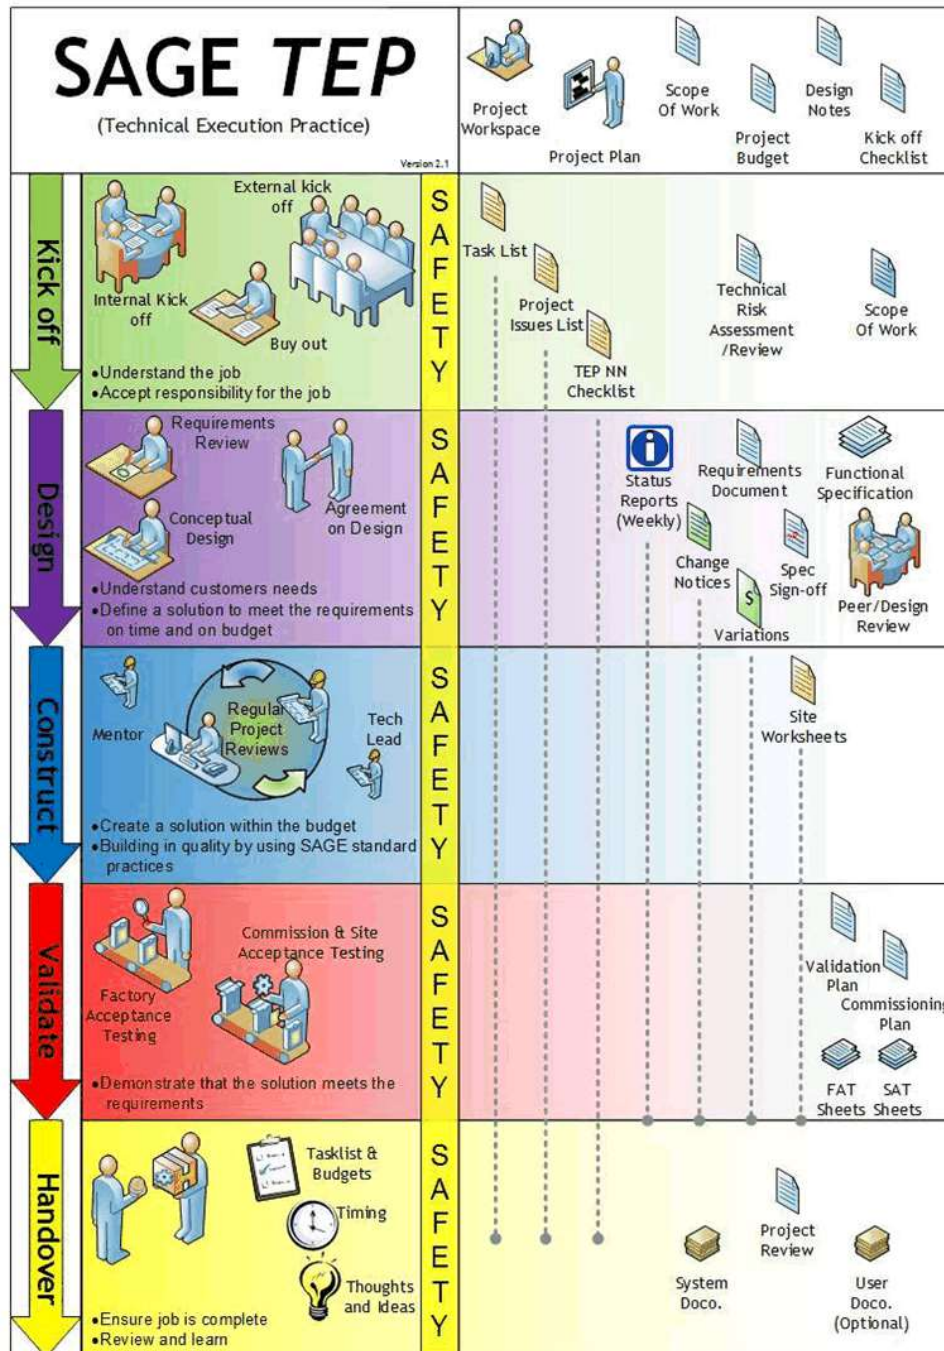 SAGE TEP
(Technical Execution Practice)
Version 2.1
Project
Workspace
Project Plan
Scope
Of Work
Project
Budget
Design
Notes
Kick off
Checklist
Kick off
Internal Kick
off
External kick
off
Buy out
•Understand the job
•Accept responsibility for the job
SAFETY
Task List
Project
Issues List
TEP NN
Checklist
Technical
Risk
Assessment
/Review
Scope
Of Work
Design
Requirements
Review
Conceptual
Design
Agreement
on Design
•Understand customers needs
•Define a solution to meet the requirements
on time and on budget
SAFETY
Status
Reports
(Weekly)
Requirements
Document
Functional
Specification
Change
Notices
Spec
Sign-off
$
Variations
Peer/Design
Review
Construct
Mentor
Regular
Project
Reviews
Tech
Lead
•Create a solution within the budget
•Building in quality by using SAGE standard
practices
SAFETY
Site
Worksheets
Validate
Factory
Acceptance
Testing
Commission & Site
Acceptance Testing
•Demonstrate that the solution meets the
requirements
SAFETY
Validation
Plan
Commissioning
Plan
FAT
Sheets
SAT
Sheets
Handover
Tasklist &
Budgets
Timing
Thoughts
and Ideas
•Ensure job is complete
•Review and learn
SAFETY
System
Doco.
Project
Review
User
Doco.
(Optional)